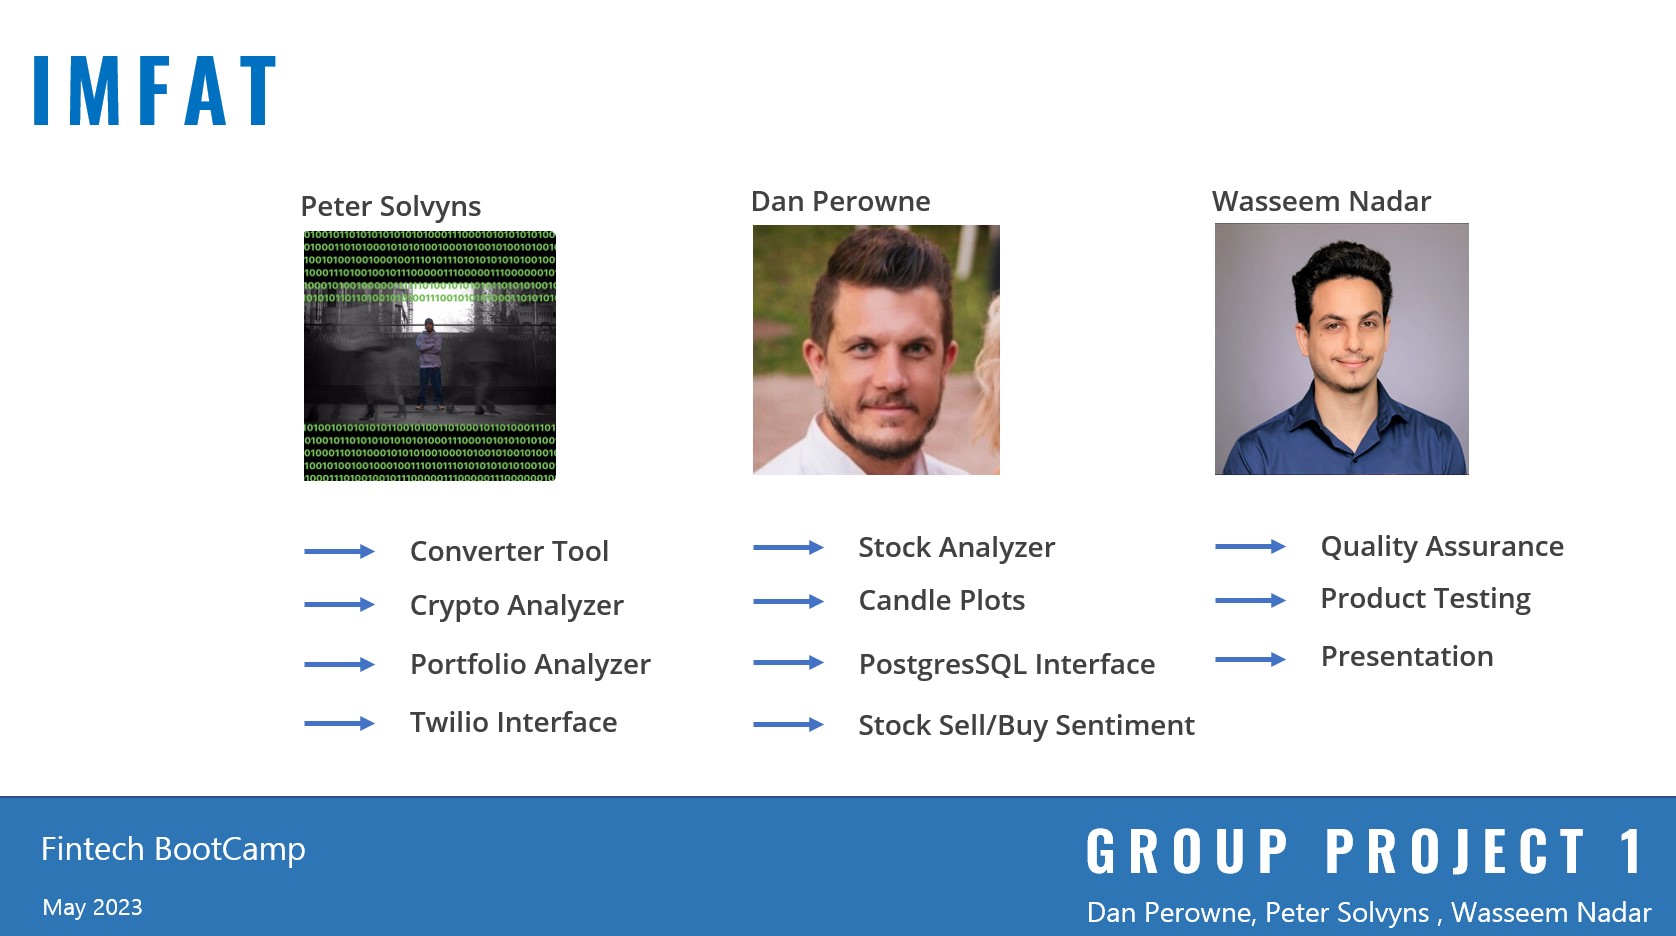 IMFAT
Peter Solvyns
Dan Perowne
Wasseem Nadar
Converter Tool
Crypto Analyzer
Portfolio Analyzer
Twilio Interface
Stock Analyzer
Candle Plots
PostgresSQL Interface
Stock Sell/Buy Sentiment
Quality Assurance
Product Testing
Presentation
Fintech BootCamp
May 2023
GROUP PROJECT 1
Dan Perowne, Peter Solvyns , Wasseem Nadar